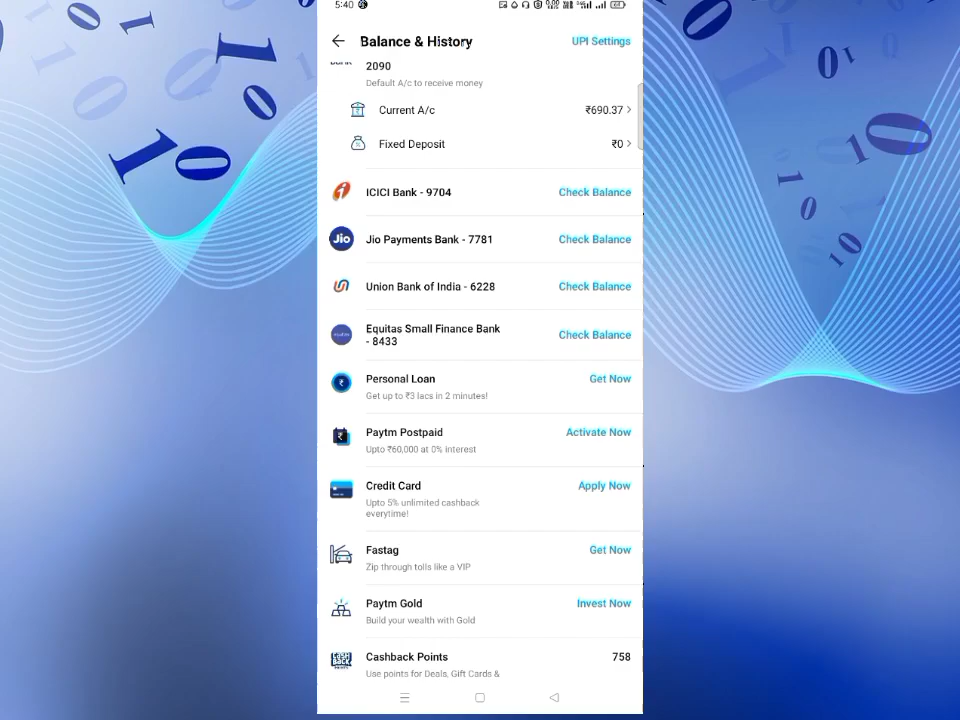 5:40
Balance & History
UPI Settings
2090
Default A/c to receive money
Current A/c
₹690.37
Fixed Deposit
₹0
ICICI Bank - 9704
Check Balance
Jio
Jio Payments Bank - 7781
Check Balance
Union Bank of India - 6228
Check Balance
Equitas Small Finance Bank
- 8433
Check Balance
Personal Loan
Get Now
Get up to ₹3 lacs in 2 minutes!
Paytm Postpaid
Activate Now
Upto ₹60,000 at 0% interest
Credit Card
Apply Now
Upto 5% unlimited cashback
everytime!
Fastag
Get Now
Zip through tolls like a VIP
Paytm Gold
Invest Now
Build your wealth with Gold
CASH
BACK
Cashback Points
758
Use points for Deals, Gift Cards &